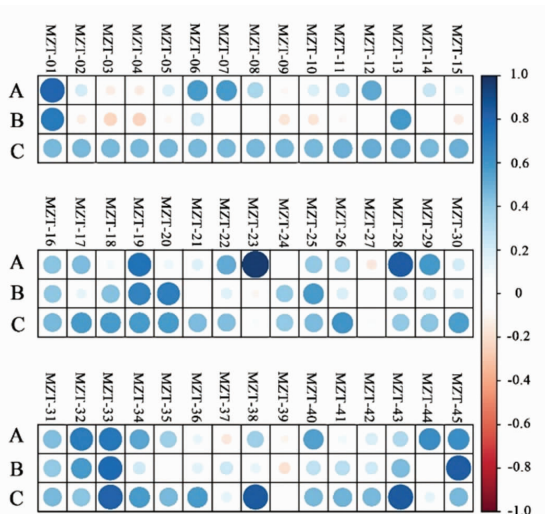 MZT-01 MZT-02 MZT-03 MZT-04 MZT-05 MZT-06 MZT-07 MZT-08 MZT-09 MZT-10 MZT-11 MZT-12 MZT-13 MZT-14 MZT-15
A
B
C
MZT-16 MZT-17 MZT-18 MZT-19 MZT-20 MZT-21 MZT-22 MZT-23 MZT-24 MZT-25 MZT-26 MZT-27 MZT-28 MZT-29 MZT-30
A
B
C
MZT-31 MZT-32 MZT-33 MZT-34 MZT-35 MZT-36 MZT-37 MZT-38 MZT-39 MZT-40 MZT-41 MZT-42 MZT-43 MZT-44 MZT-45
A
B
C
1.0
0.8
0.6
0.4
0.2
0
-0.2
-0.4
-0.6
-0.8
-1.0